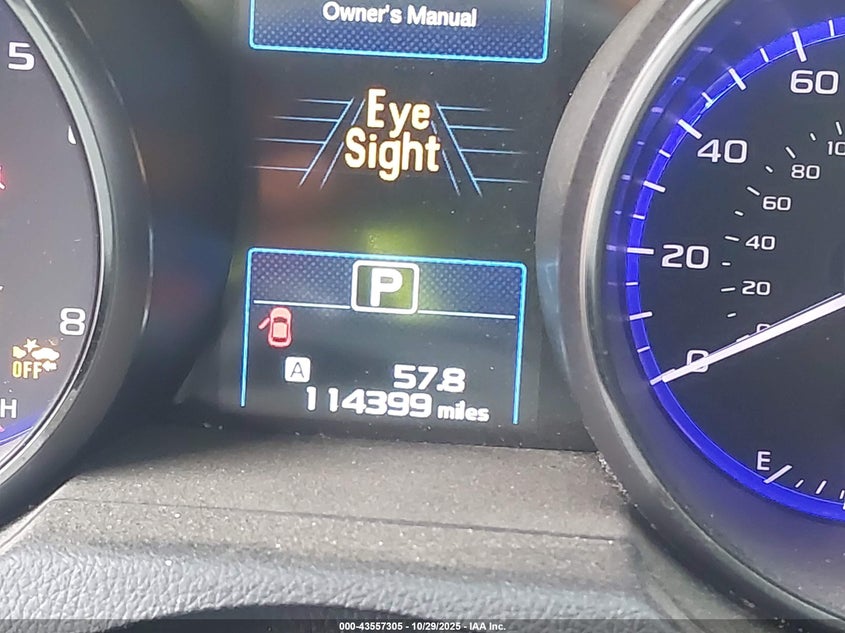 Owner's Manual
Eye
Sight
P
A 57.8
114399 miles
5
8
OFF
H
60
40
20
0
80
60
40
20
0
E
000-43557305 - 10/29/2025 - IAA Inc.